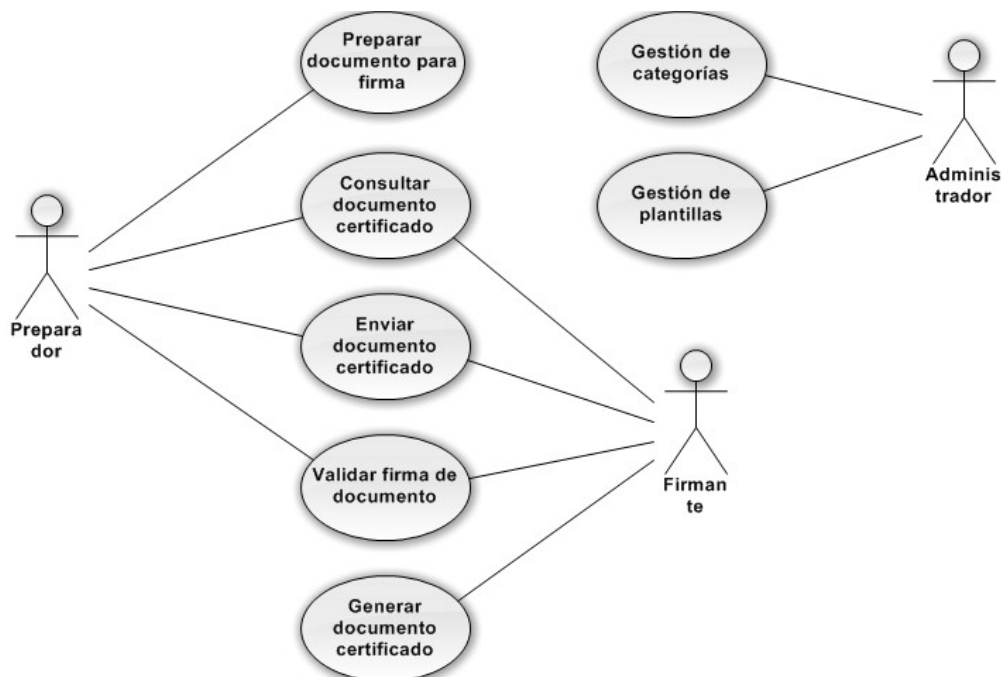 Preparar
documento para
firma
Gestión de
categorías
Adminis
trador
Consultar
documento
certificado
Gestión de
plantillas
Prepara
dor
Enviar
documento
certificado
Firman
te
Validar firma de
documento
Generar
documento
certificado